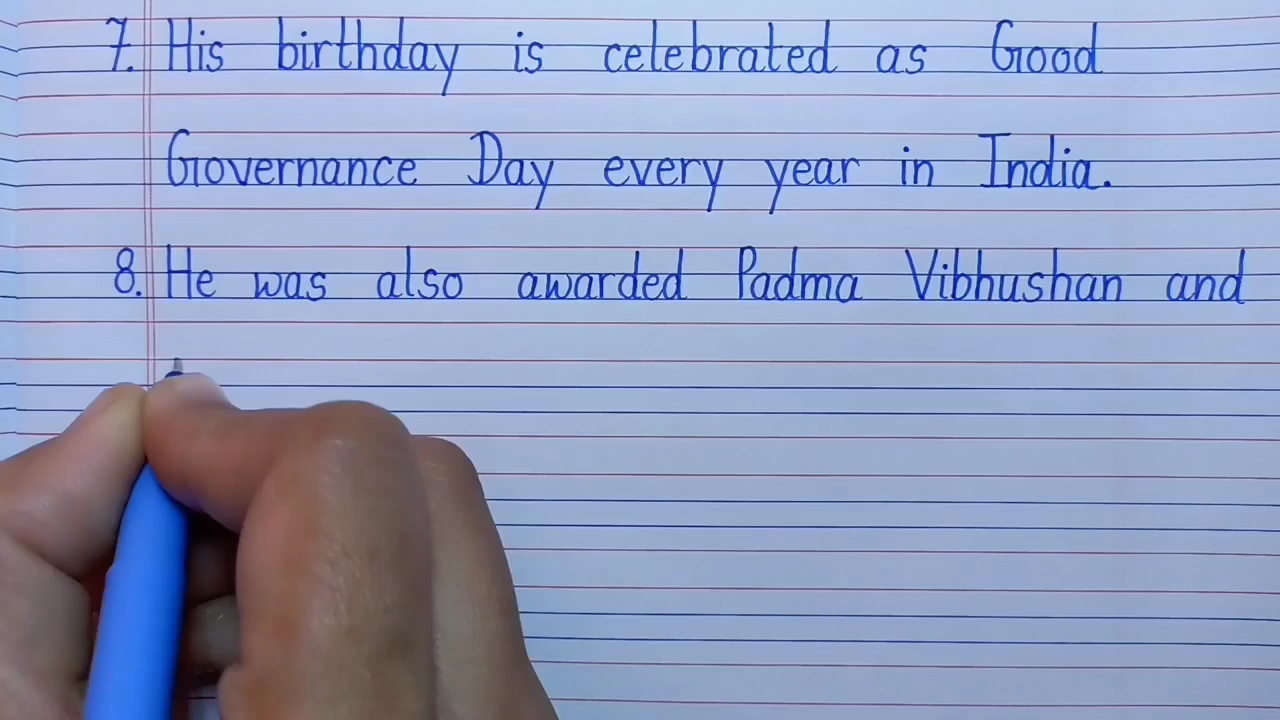 7. His birthday is celebrated as Good
Governance Day every year in India.
8. He was also awarded Padma Vibhushan and